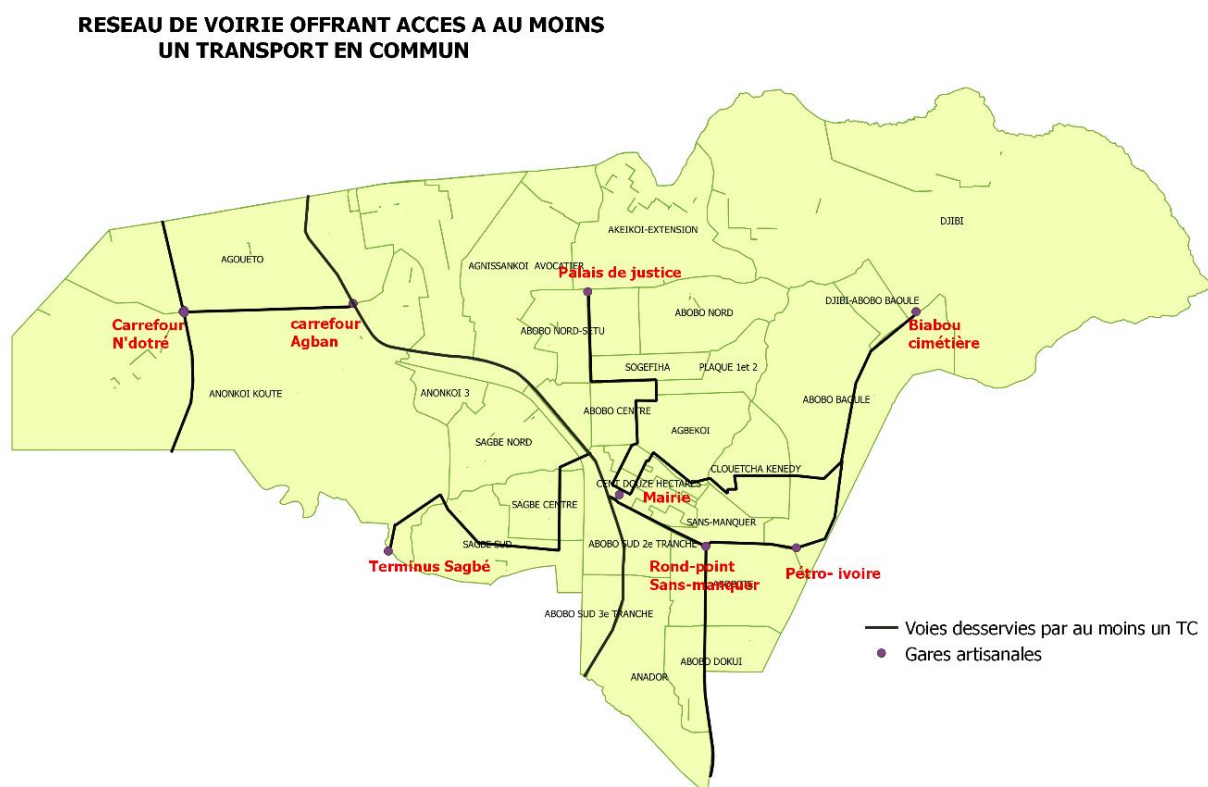 RESEAU DE VOIRIE OFFRANT ACCES A AU MOINS
UN TRANSPORT EN COMMUN
DJIBI
AKEIKOI-EXTENSION
AGOUETO
AGNISSANKOI AVOCATIER
Palais de justice
DJIBI-ABOBO BAOULE
ABOBO NORD
Carrefour
N'dotré
carrefour
Agban
ABOBO NORD-SETU
Biabou
cimétière
SOGEFIHA
PLAQUE 1et 2
ANONKOI KOUTE
ANONKOI 3
ABOBO BAOULE
ABOBO CENTRE
AGBEKOI
SAGBE NORD
CLOUETCHA KENEDY
CENT DOUZE HECTARES
Mairie
SAGBE CENTRE
SANS-MANQUER
SAGBE SUD
ABOBO SUD 2e TRANCHE
Terminus Sagbé
Rond-point
Sans-manquer
Pétro- ivoire
ABOBO SUD 3e TRANCHE
Voies desservies par au moins un TC
Gares artisanales
ABOBO DOKUI
ANADOR